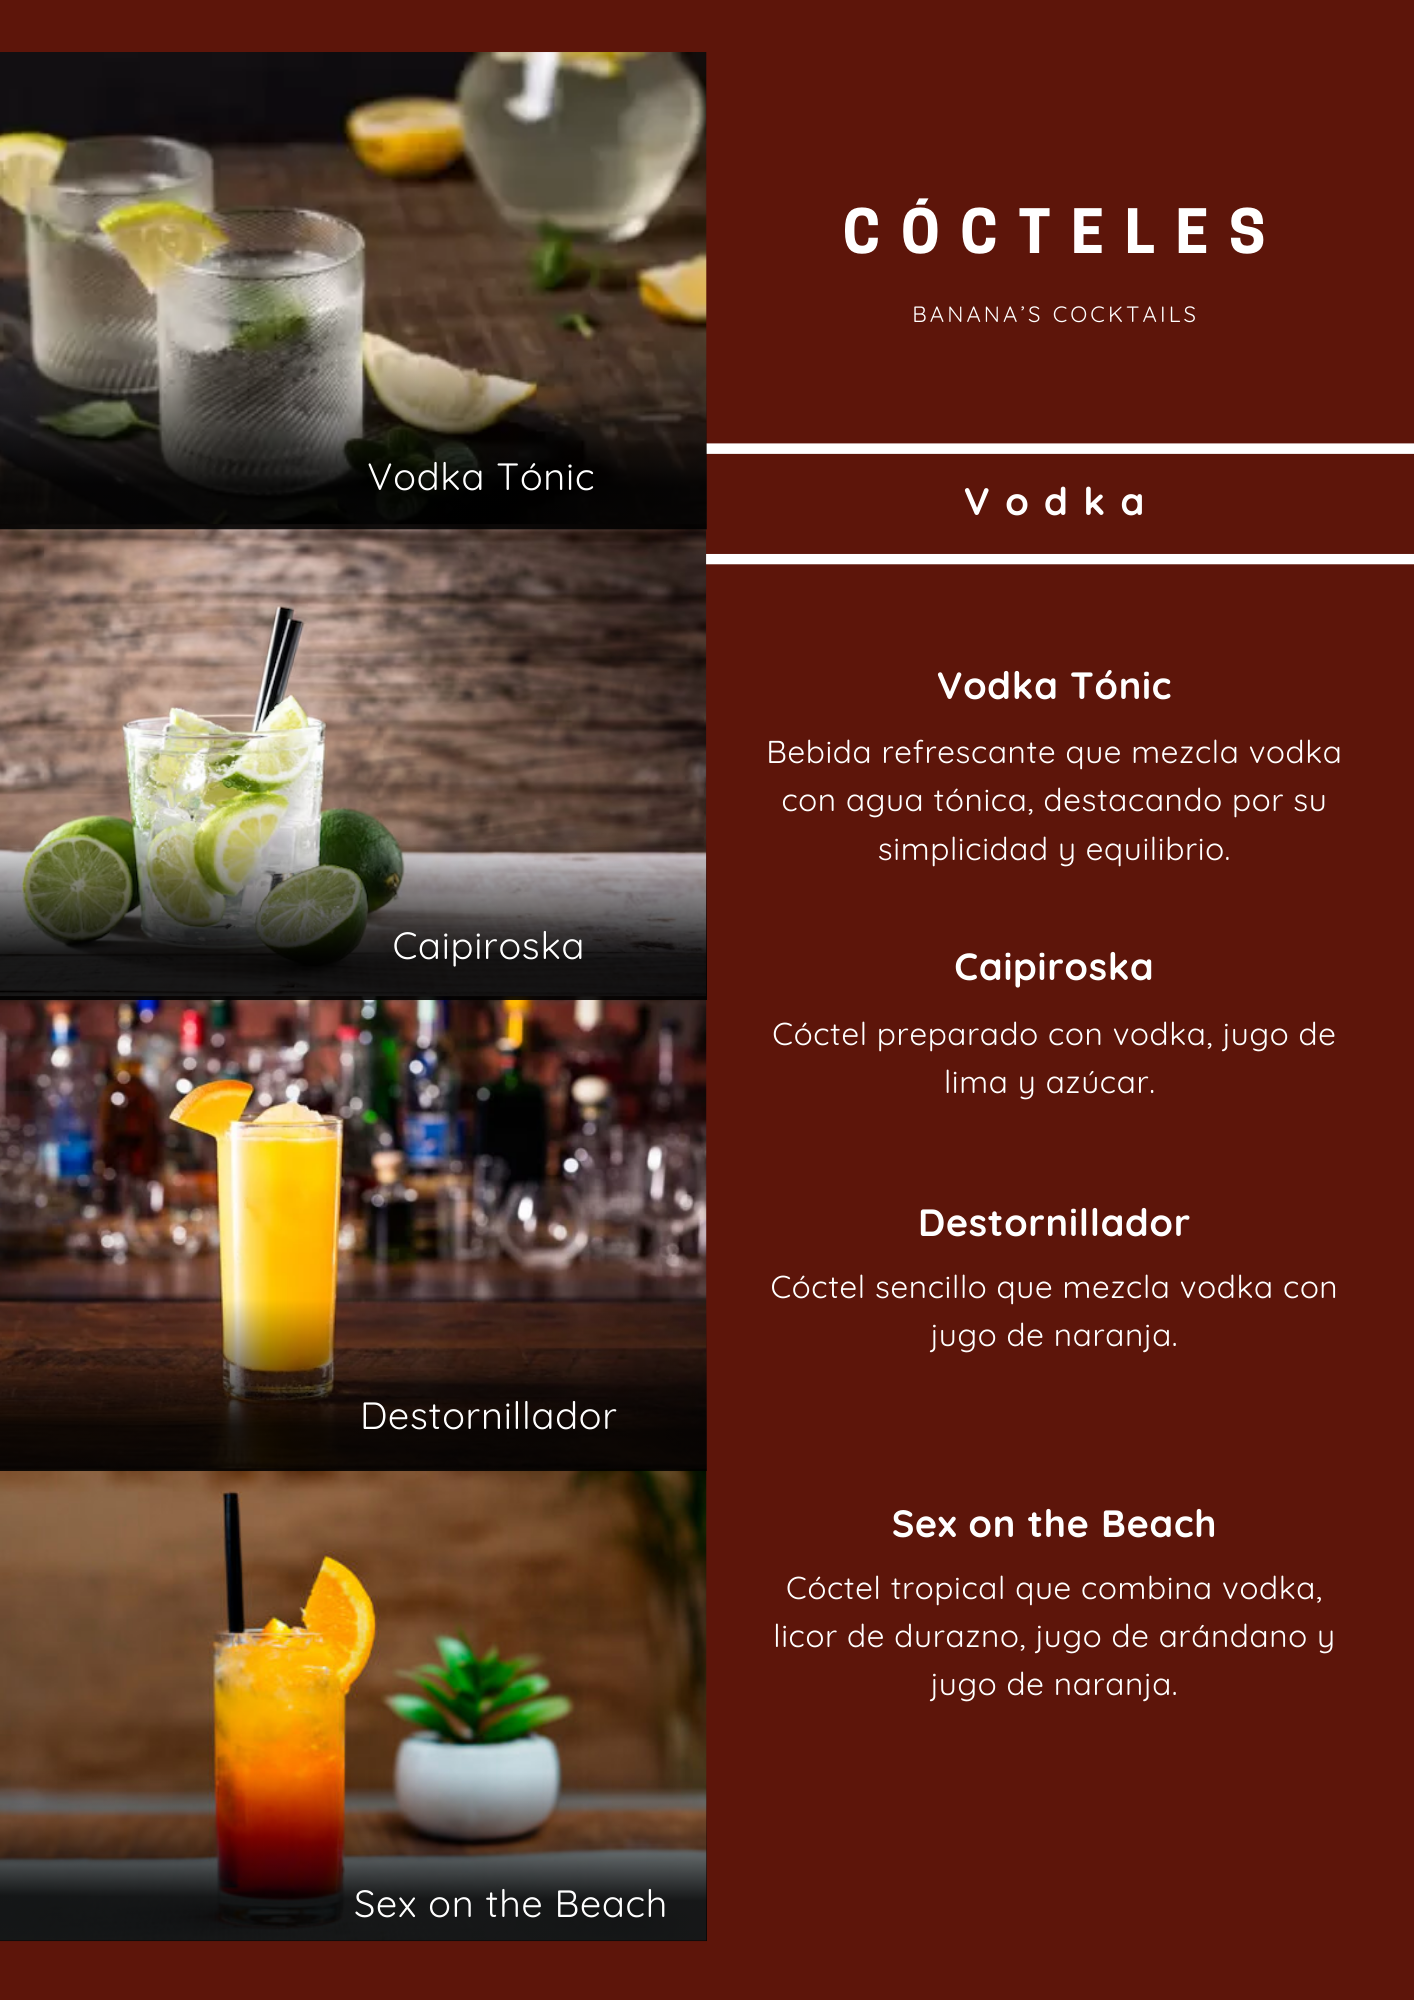 CÓCTELES
BANANA'S COCKTAILS
Vodka
Vodka Tónic
Bebida refrescante que mezcla vodka
con agua tónica, destacando por su
simplicidad y equilibrio.
Caipiroska
Cóctel preparado con vodka, jugo de
lima y azúcar.
Destornillador
Cóctel sencillo que mezcla vodka con
jugo de naranja.
Sex on the Beach
Cóctel tropical que combina vodka,
licor de durazno, jugo de arándano y
jugo de naranja.
Vodka Tónic
Caipiroska
Destornillador
Sex on the Beach